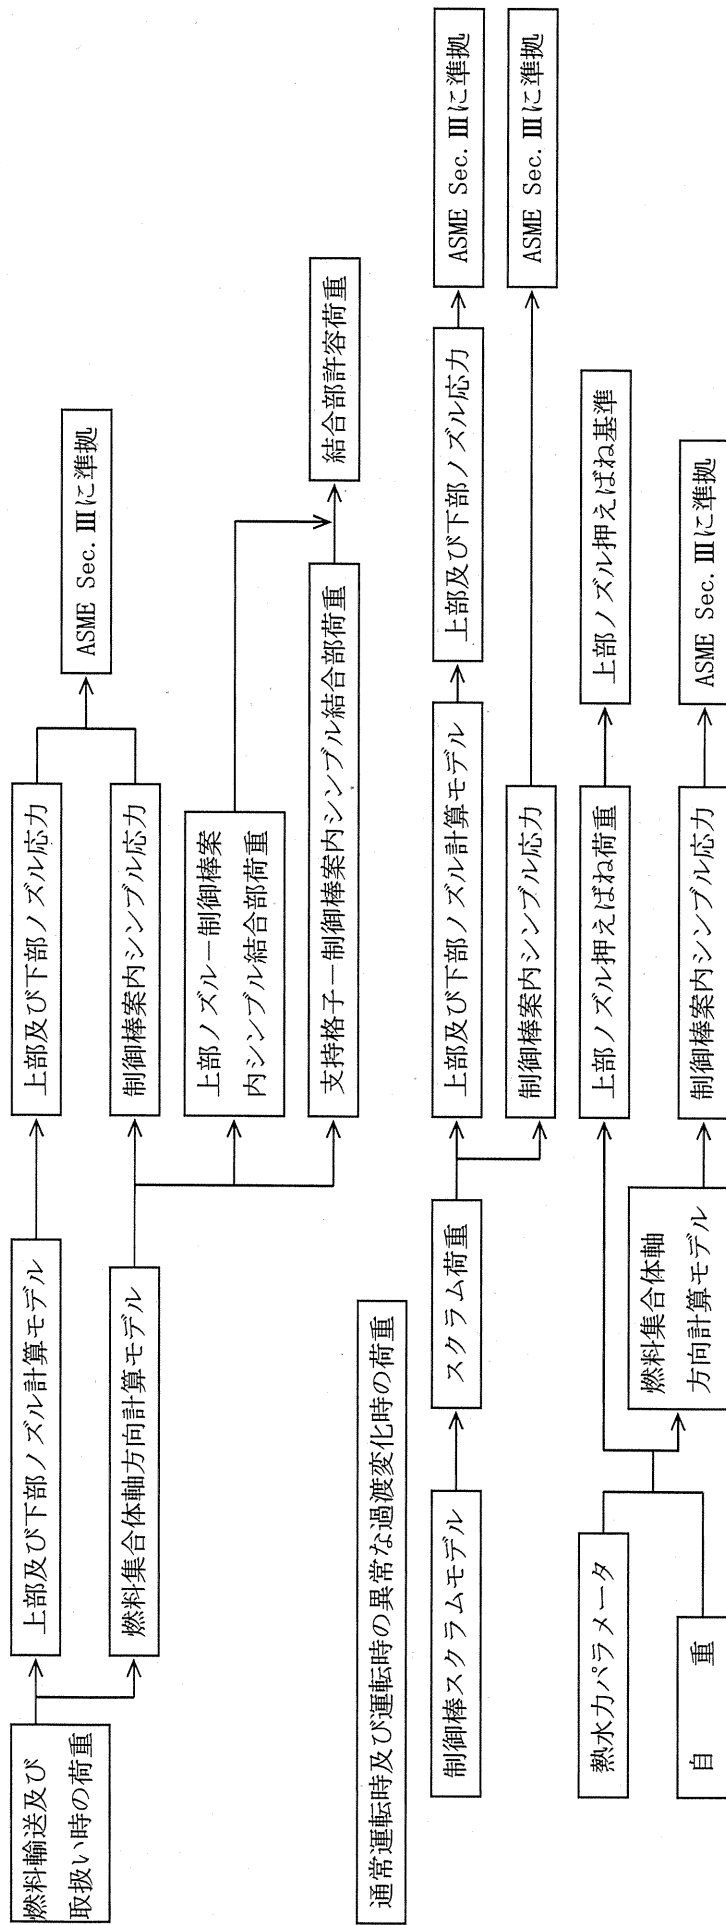 燃料輸送及び
取扱い時の荷重
上部及び下部ノズル計算モデル
上部及び下部ノズル応力
ASME Sec. Ⅲに準拠
燃料集合体軸方向計算モデル
制御棒案内シンブル応力
上部ノズルー制御棒案
内シンブル結合部荷重
支持格子ー制御棒案内シンブル結合部荷重
結合部許容荷重
通常運転時及び運転時の異常な過渡変化時の荷重
制御棒スクラムモデル
スクラム荷重
上部及び下部ノズル計算モデル
上部及び下部ノズル応力
ASME Sec. Ⅲに準拠
制御棒案内シンブル応力
ASME Sec. Ⅲに準拠
熱水力パラメータ
上部ノズル押えばね荷重
上部ノズル押えばね基準
自　　　重
燃料集合体軸
方向計算モデル
制御棒案内シンブル応力
ASME Sec. Ⅲに準拠